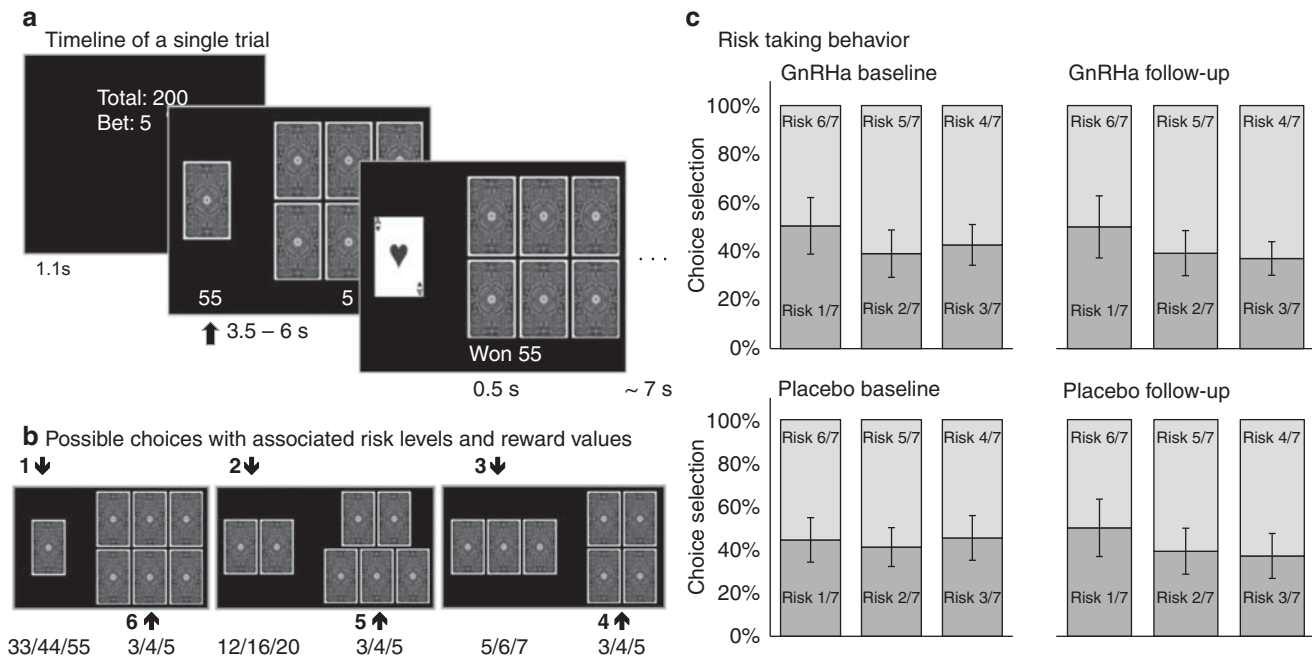 a
Timeline of a single trial
Total: 200
Bet: 5
1.1s
55 5
3.5 – 6 s
A
A
Won 55
0.5 s
. . .
~ 7 s
b Possible choices with associated risk levels and reward values
1 2 3
6 5 4
33/44/55 3/4/5 12/16/20 3/4/5 5/6/7 3/4/5
c
Risk taking behavior
GnRHa baseline
Choice selection
100%
80%
60%
40%
20%
0%
Risk 6/7 Risk 5/7 Risk 4/7
Risk 1/7 Risk 2/7 Risk 3/7
GnRHa follow-up
Risk 6/7 Risk 5/7 Risk 4/7
Risk 1/7 Risk 2/7 Risk 3/7
Placebo baseline
Choice selection
100%
80%
60%
40%
20%
0%
Risk 6/7 Risk 5/7 Risk 4/7
Risk 1/7 Risk 2/7 Risk 3/7
Placebo follow-up
Risk 6/7 Risk 5/7 Risk 4/7
Risk 1/7 Risk 2/7 Risk 3/7